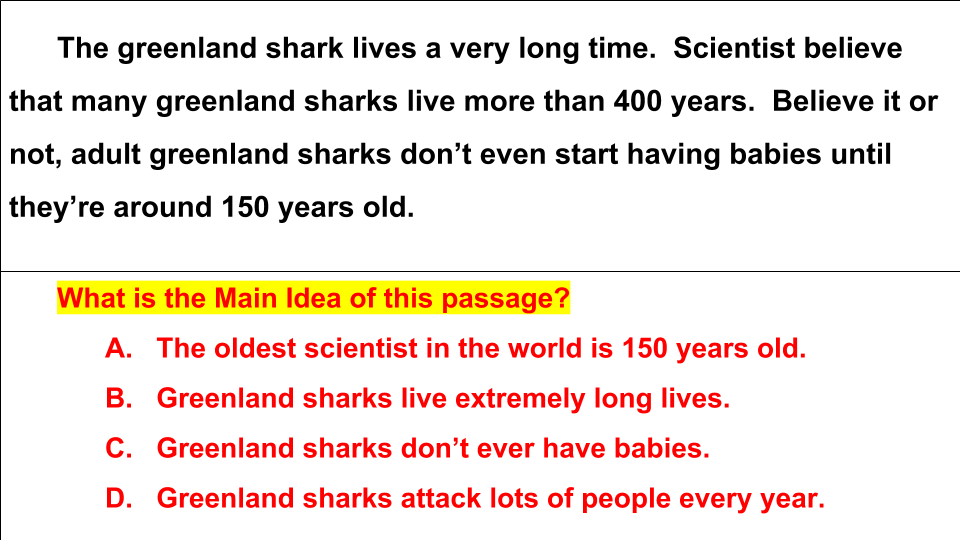 The greenland shark lives a very long time.  Scientist believe
that many greenland sharks live more than 400 years.  Believe it or
not, adult greenland sharks don’t even start having babies until
they’re around 150 years old.
What is the Main Idea of this passage?
A. The oldest scientist in the world is 150 years old.
B. Greenland sharks live extremely long lives.
C. Greenland sharks don’t ever have babies.
D. Greenland sharks attack lots of people every year.